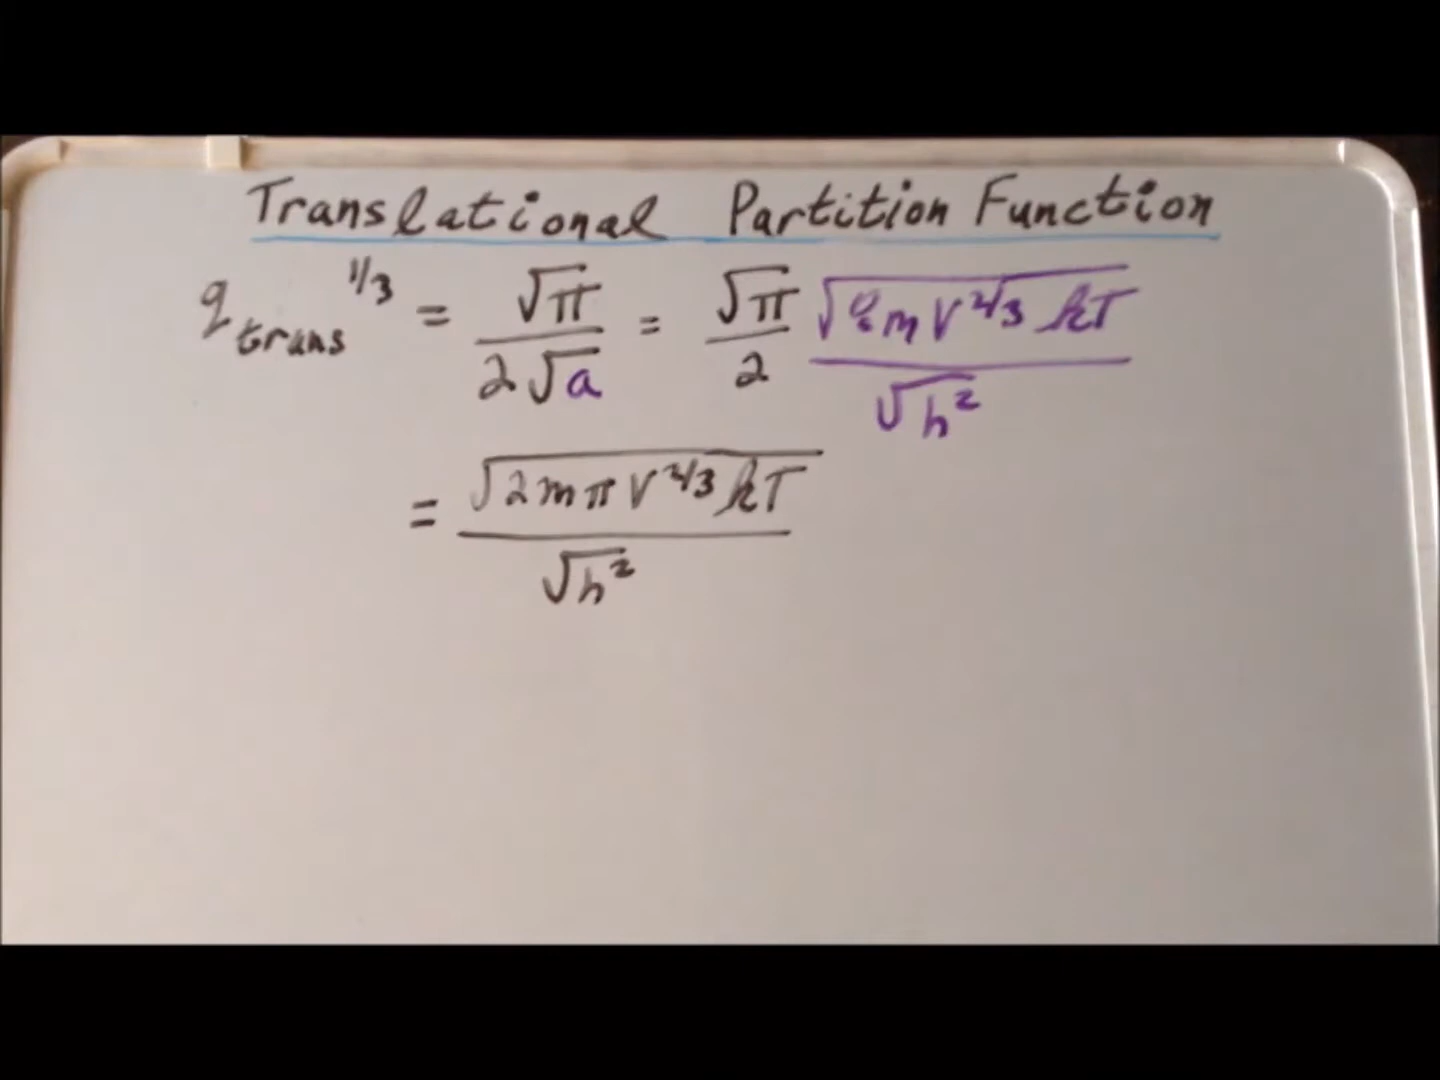 Translational Partition Function
q_trans^1/3 = √π / 2√a = √π / 2 √8mV^2/3 kT / √h²
= √2mπV^2/3 kT / √h²